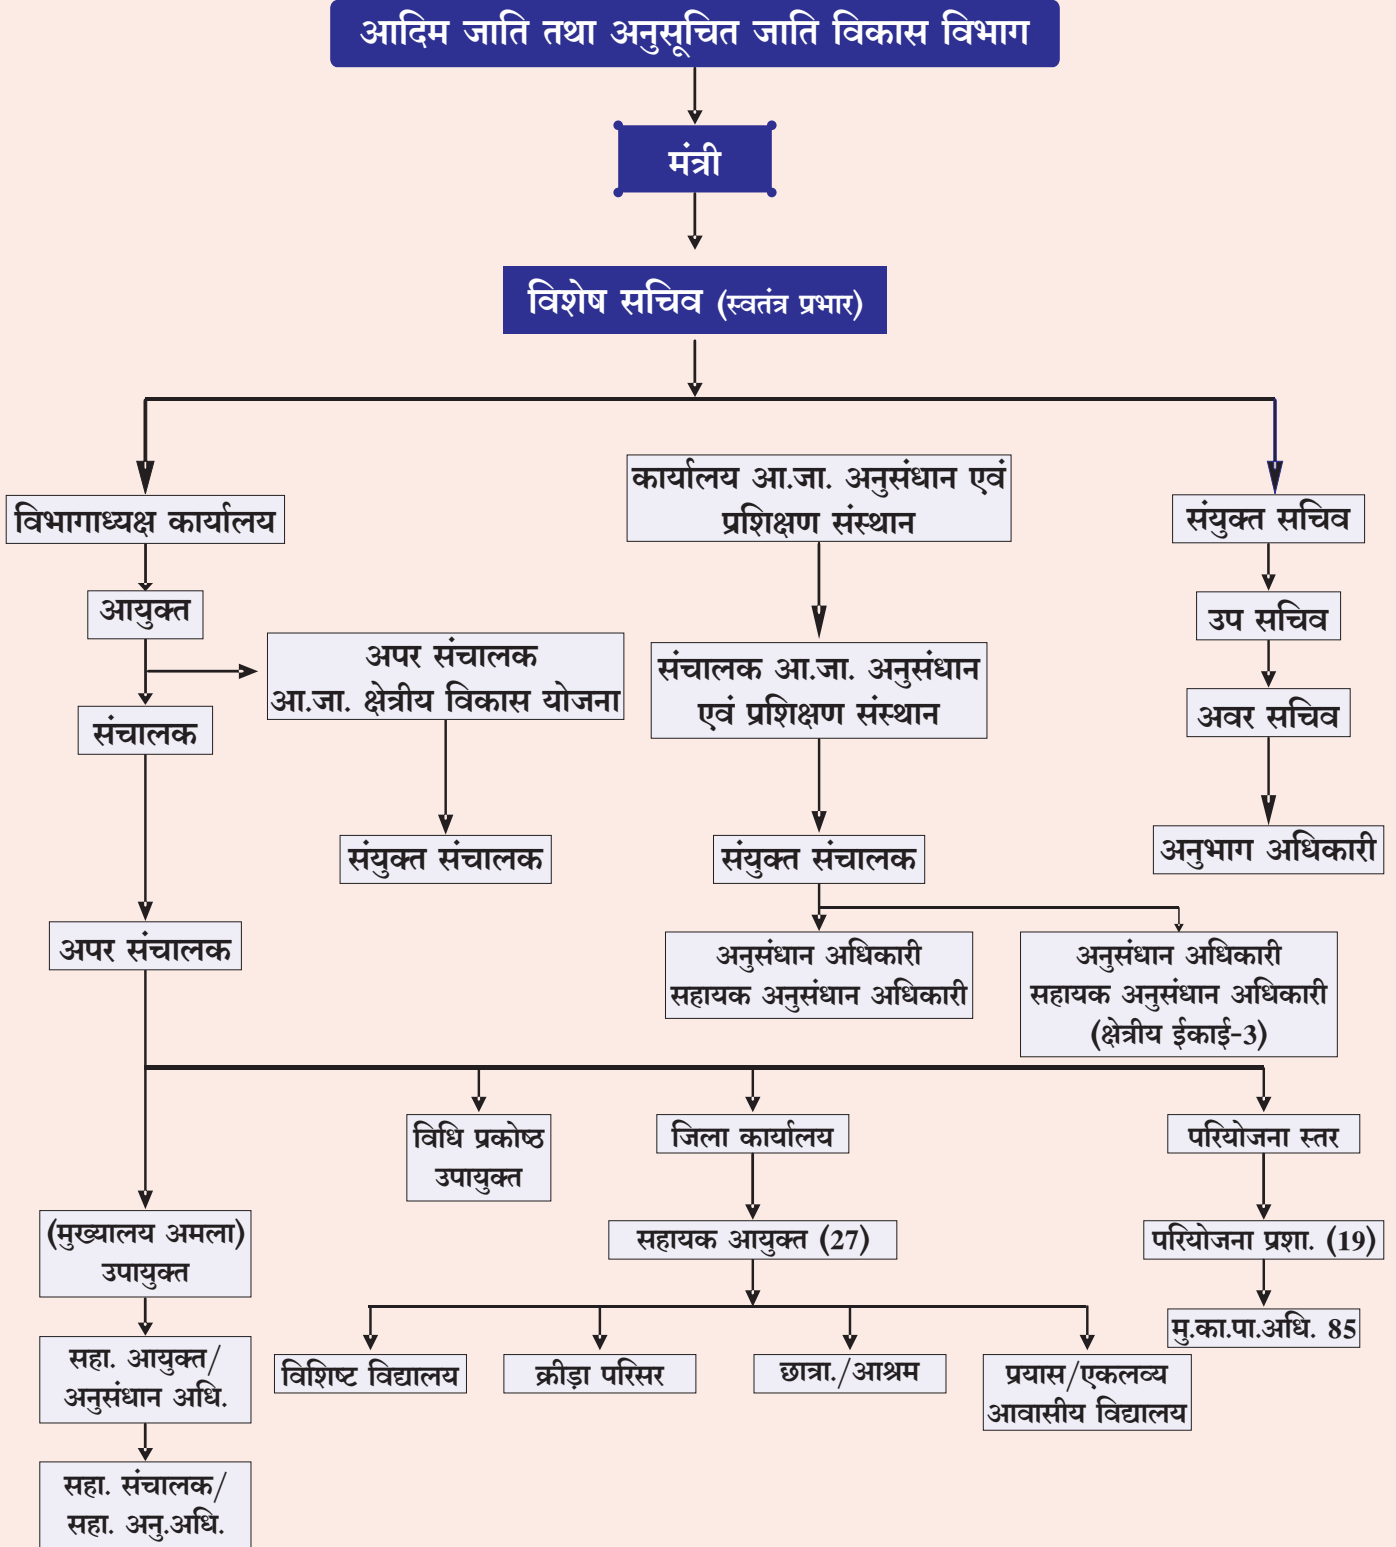 आदिम जाति तथा अनुसूचित जाति विकास विभाग
मंत्री
विशेष सचिव (स्वतंत्र प्रभार)
विभागाध्यक्ष कार्यालय
कार्यालय आ.जा. अनुसंधान एवं
प्रशिक्षण संस्थान
संयुक्त सचिव
आयुक्त
उप सचिव
अपर संचालक
आ.जा. क्षेत्रीय विकास योजना
संचालक आ.जा. अनुसंधान
एवं प्रशिक्षण संस्थान
संचालक
अवर सचिव
संयुक्त संचालक
संयुक्त संचालक
अनुभाग अधिकारी
अपर संचालक
अनुसंधान अधिकारी
सहायक अनुसंधान अधिकारी
अनुसंधान अधिकारी
सहायक अनुसंधान अधिकारी
(क्षेत्रीय ईकाई-3)
विधि प्रकोष्ठ
उपायुक्त
जिला कार्यालय
परियोजना स्तर
(मुख्यालय अमला)
उपायुक्त
सहायक आयुक्त (27)
परियोजना प्रशा. (19)
मु.का.पा.अधि. 85
सहा. आयुक्त/
अनुसंधान अधि.
विशिष्ट विद्यालय
क्रीड़ा परिसर
छात्रा./आश्रम
प्रयास/एकलव्य
आवासीय विद्यालय
सहा. संचालक/
सहा. अनु.अधि.